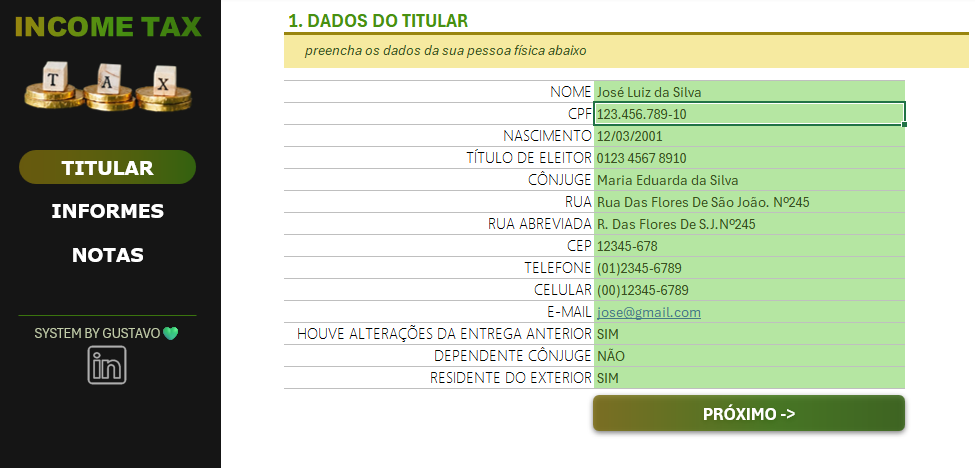 INCOME TAX
T A X
TITULAR
INFORMES
NOTAS
SYSTEM BY GUSTAVO
in
1. DADOS DO TITULAR
preencha os dados da sua pessoa física abaixo
NOME José Luiz da Silva
CPF 123.456.789-10
NASCIMENTO 12/03/2001
TÍTULO DE ELEITOR 0123 4567 8910
CÔNJUGE Maria Eduarda da Silva
RUA Rua Das Flores De São João. Nº245
RUA ABREVIADA R. Das Flores De S.J.Nº245
CEP 12345-678
TELEFONE (01)2345-6789
CELULAR (00)12345-6789
E-MAIL jose@gmail.com
HOUVE ALTERAÇÕES DA ENTREGA ANTERIOR SIM
DEPENDENTE CÔNJUGE NÃO
RESIDENTE DO EXTERIOR SIM
PRÓXIMO ->